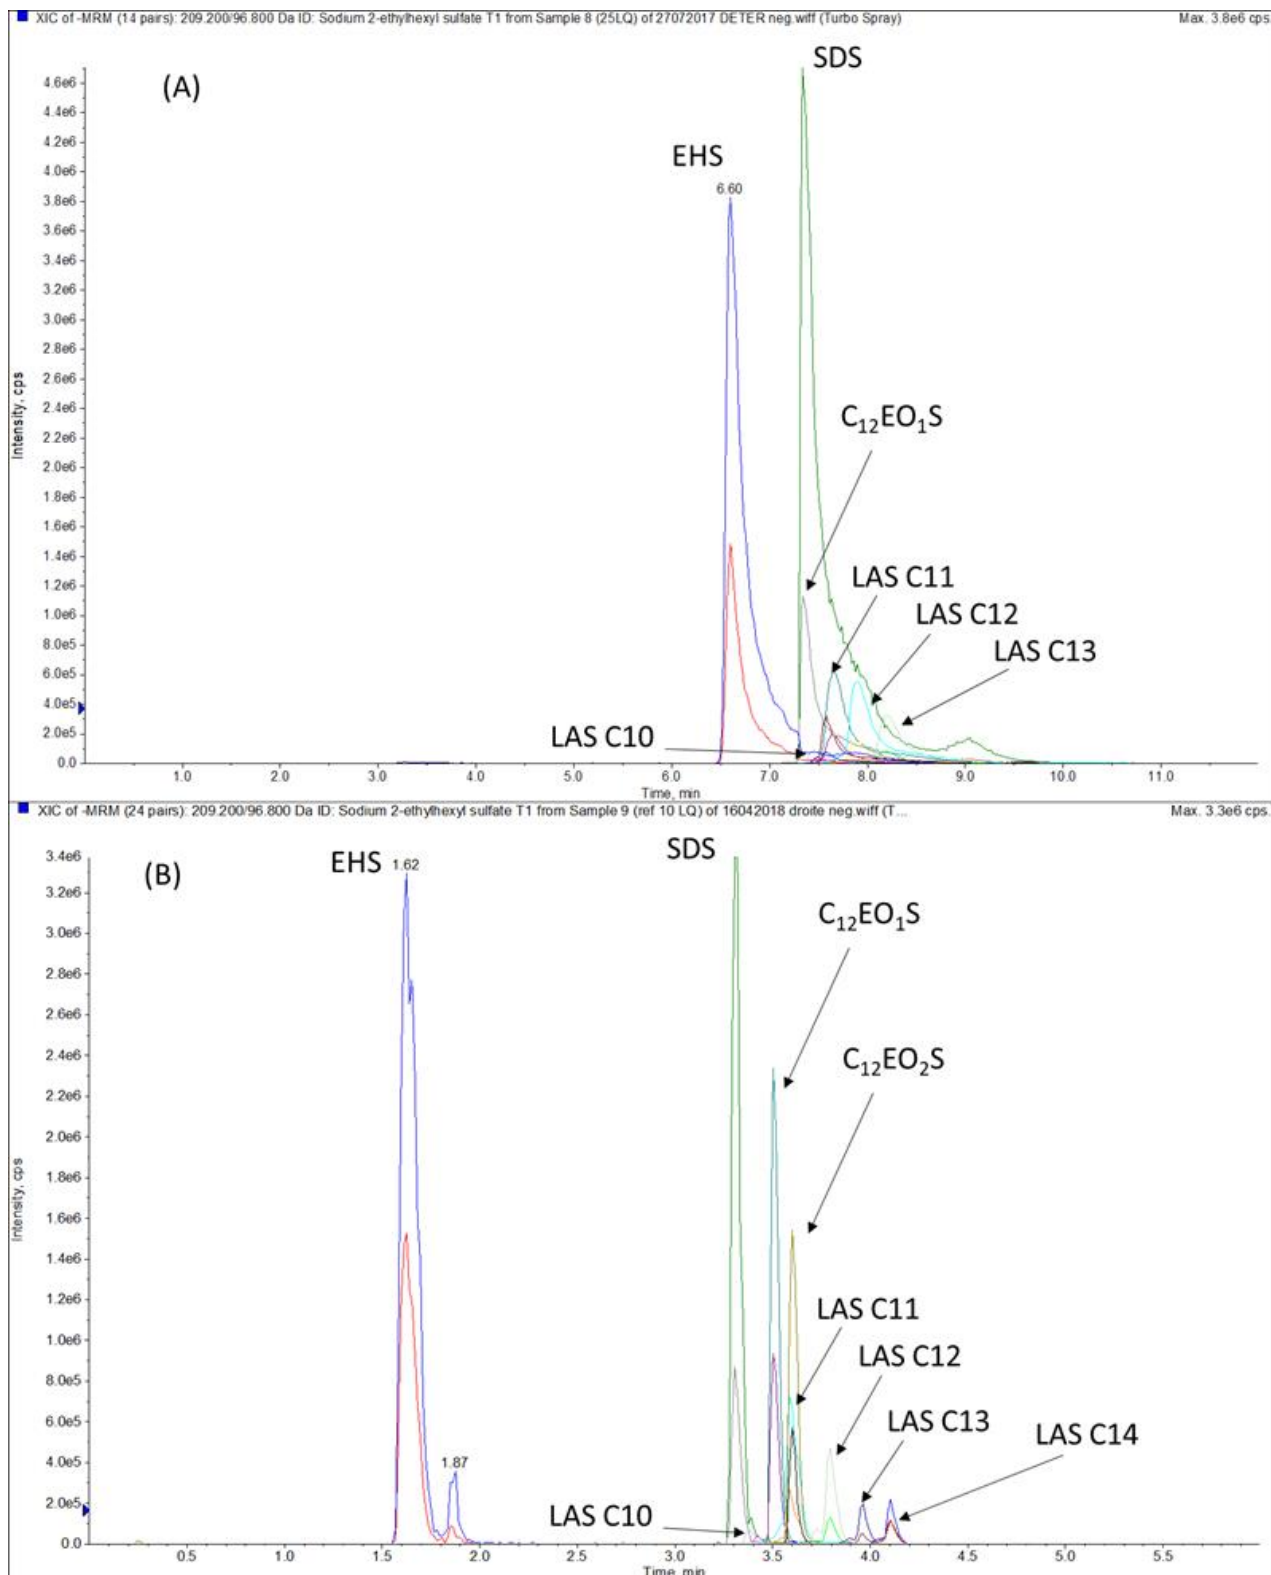 XIC of -MRM (14 pairs): 209.200/96.800 Da ID: Sodium 2-ethylhexyl sulfate T1 from Sample 8 (25LQ) of 27072017 DETER neg.wiff (Turbo Spray)
Max. 3.8e6 cps
(A)
SDS
EHS
6.60
C₁₂EO₁S
LAS C11
LAS C12
LAS C13
LAS C10
Intensity, cps
4.6e6
4.4e6
4.2e6
4.0e6
3.8e6
3.6e6
3.4e6
3.2e6
3.0e6
2.8e6
2.6e6
2.4e6
2.2e6
2.0e6
1.8e6
1.6e6
1.4e6
1.2e6
1.0e6
8.0e5
6.0e5
4.0e5
2.0e5
0.0
1.0 2.0 3.0 4.0 5.0 6.0 7.0 8.0 9.0 10.0 11.0
Time, min
XIC of -MRM (24 pairs): 209.200/96.800 Da ID: Sodium 2-ethylhexyl sulfate T1 from Sample 9 (ref 10 LQ) of 16042018 droite neg.wiff (T...
Max. 3.3e6 cps.
(B)
EHS
1.62
SDS
C₁₂EO₁S
C₁₂EO₂S
LAS C11
LAS C12
LAS C13
LAS C14
1.87
LAS C10
Intensity, cps
3.4e6
3.2e6
3.0e6
2.8e6
2.6e6
2.4e6
2.2e6
2.0e6
1.8e6
1.6e6
1.4e6
1.2e6
1.0e6
8.0e5
6.0e5
4.0e5
2.0e5
0.0
0.5 1.0 1.5 2.0 2.5 3.0 3.5 4.0 4.5 5.0 5.5
Time, min